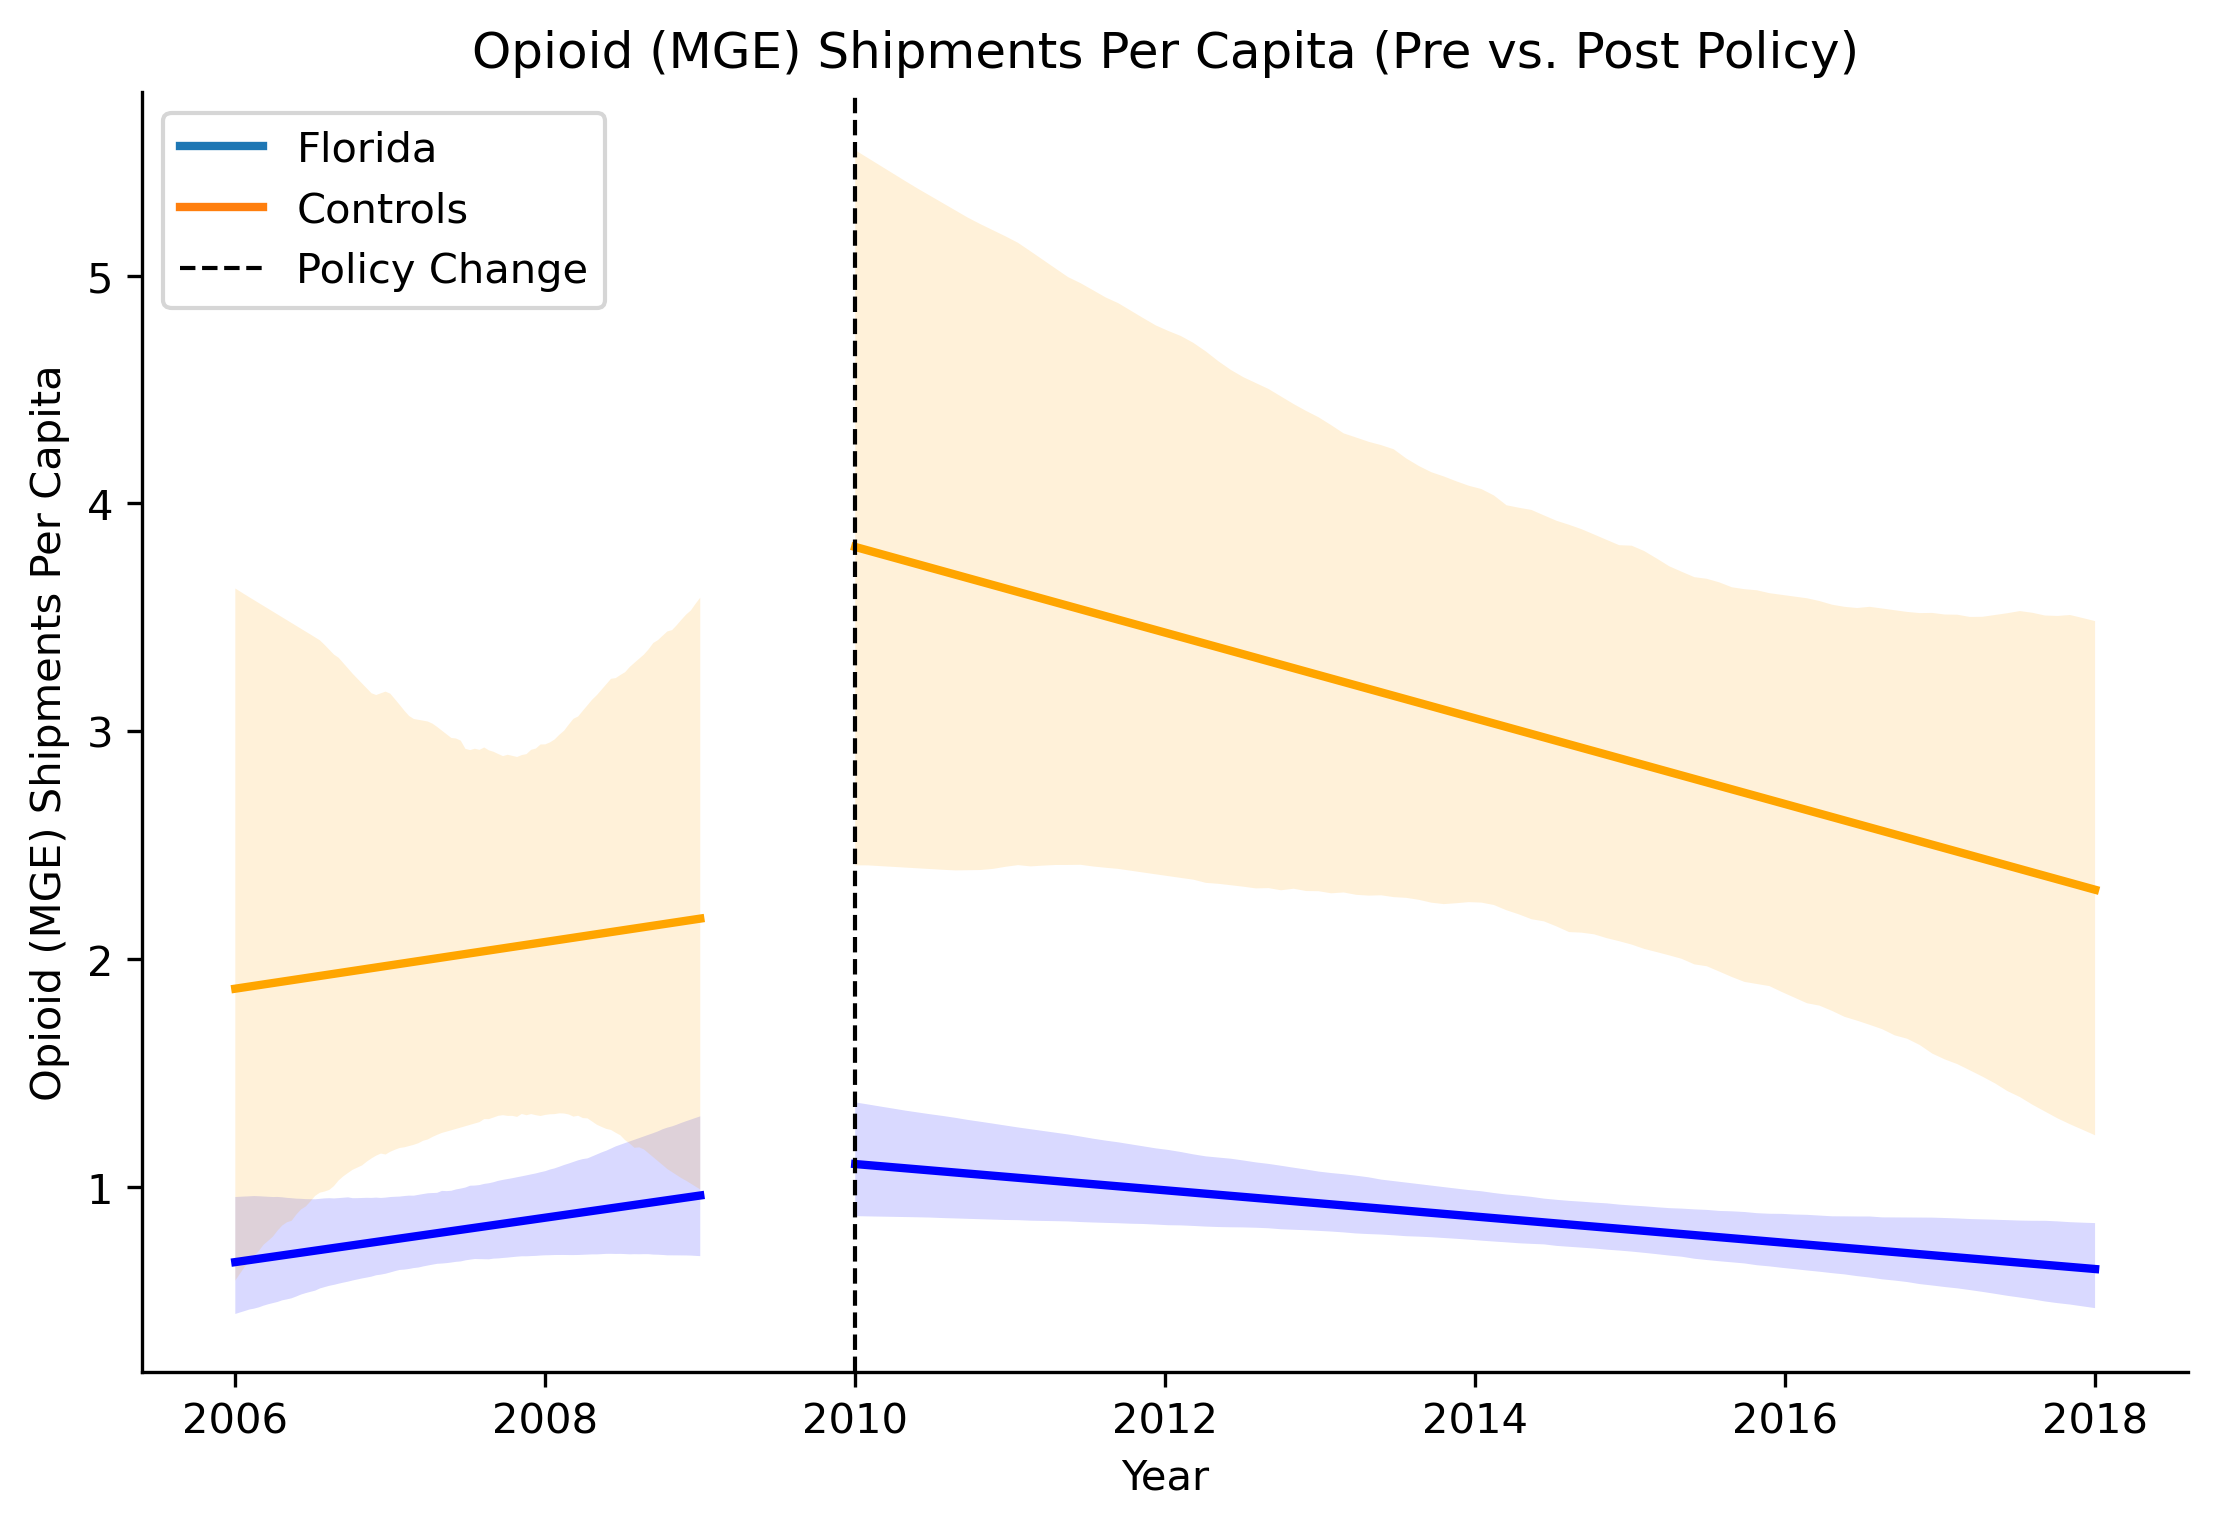 Opioid (MGE) Shipments Per Capita (Pre vs. Post Policy)
Florida
Controls
Policy Change
Opioid (MGE) Shipments Per Capita
5
4
3
2
1
2006 2008 2010 2012 2014 2016 2018
Year